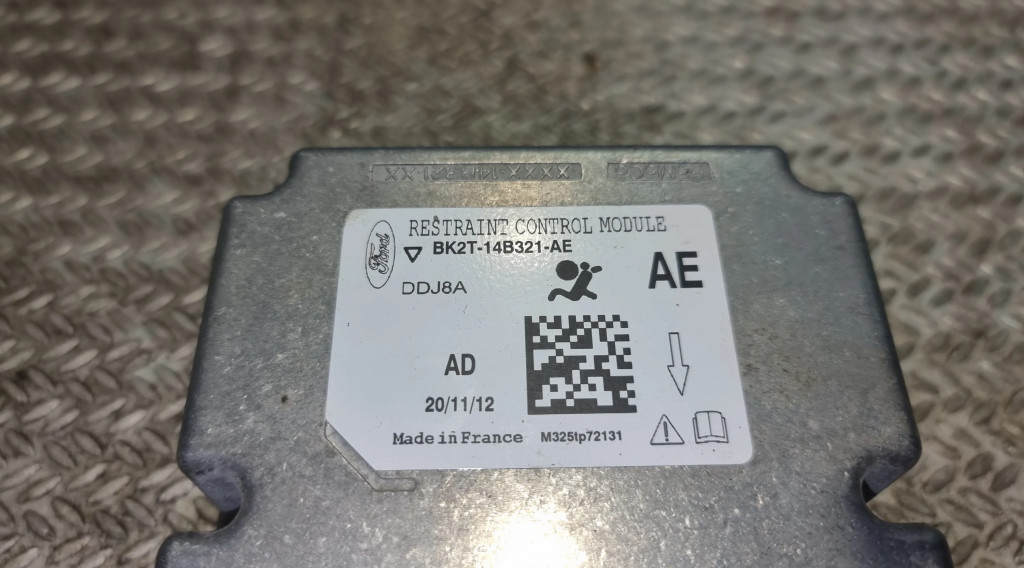 RESTRAINT CONTROL MODULE
Ford
BK2T-14B321-AE
DDJ8A
AE
AD
20/11/12
Made in France M325tp72131